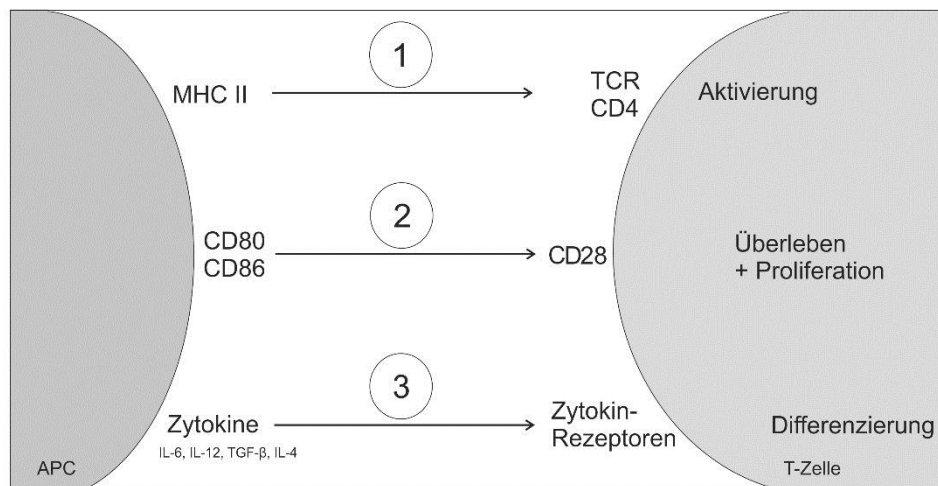 1
MHC II
TCR
CD4
Aktivierung
2
CD80
CD86
CD28
Überleben
+ Proliferation
3
Zytokine
IL-6, IL-12, TGF-β, IL-4
Zytokin-
Rezeptoren
Differenzierung
APC
T-Zelle